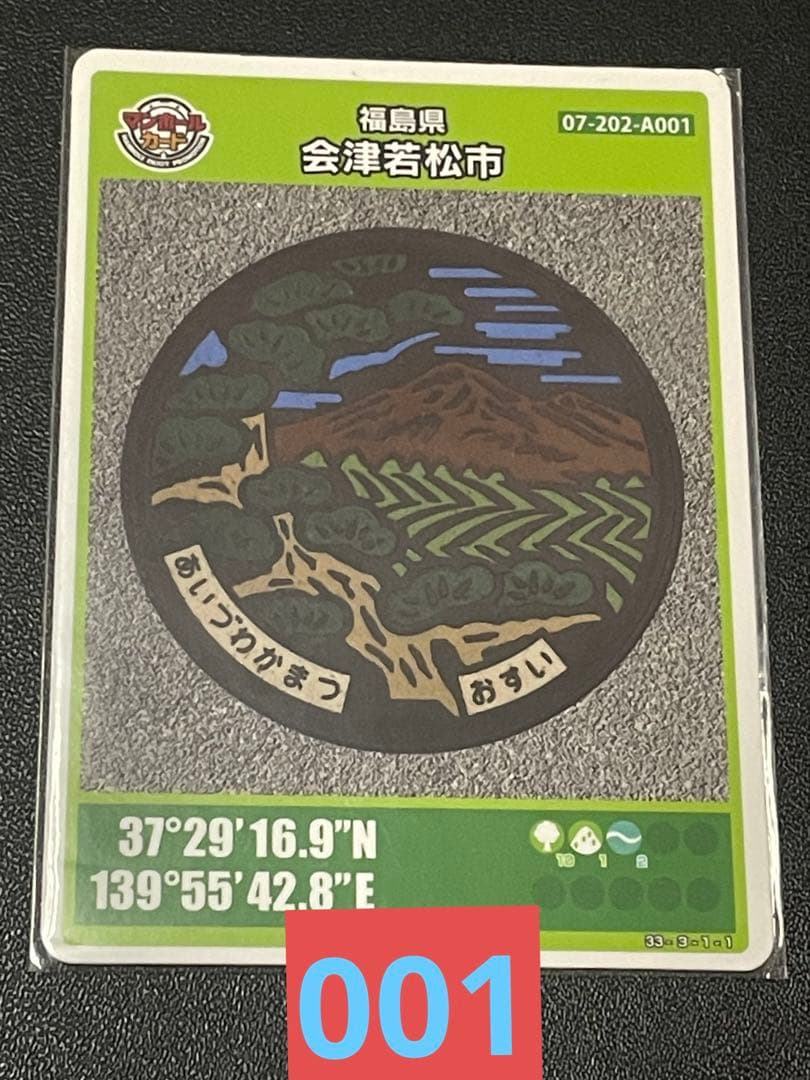 マンホール
カード
福島県
会津若松市
07-202-A001
あいづわかまつ
おすい
37°29'16.9"N
139°55'42.8"E
10 1 2
33-3-1-1
001